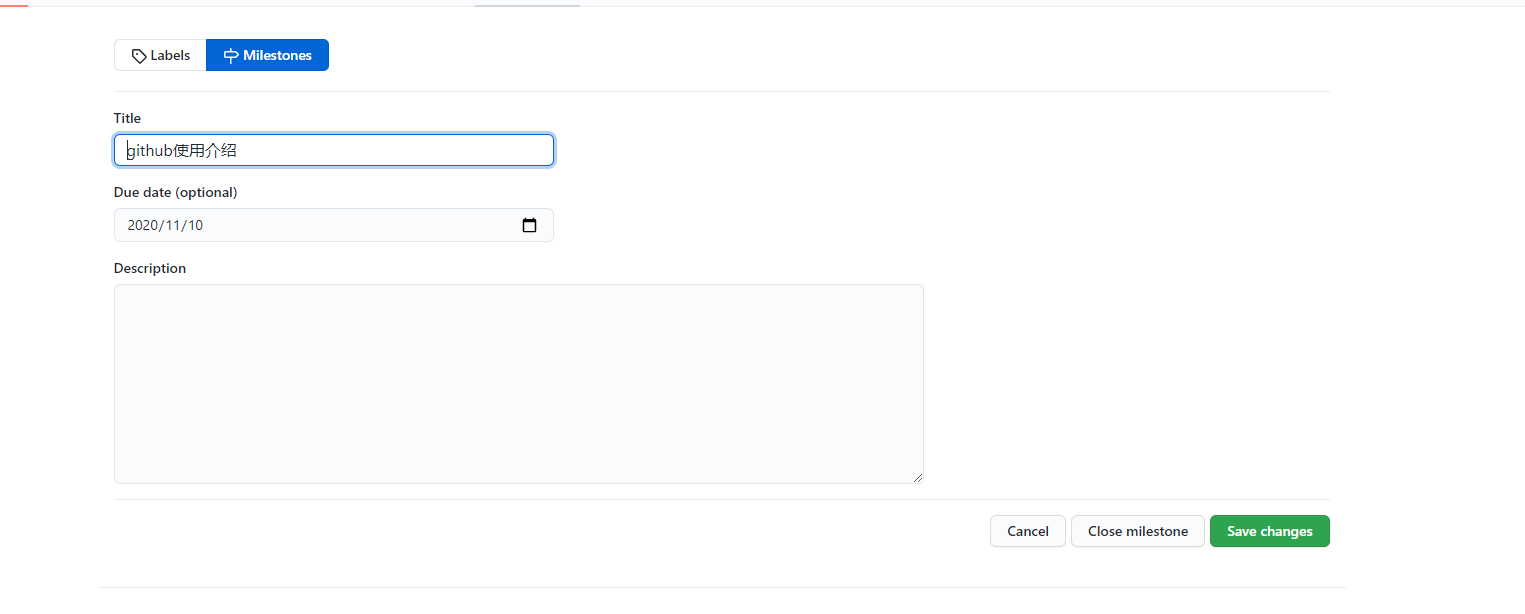 Labels Milestones
Title
github使用介绍
Due date (optional)
2020/11/10
Description
Cancel Close milestone Save changes